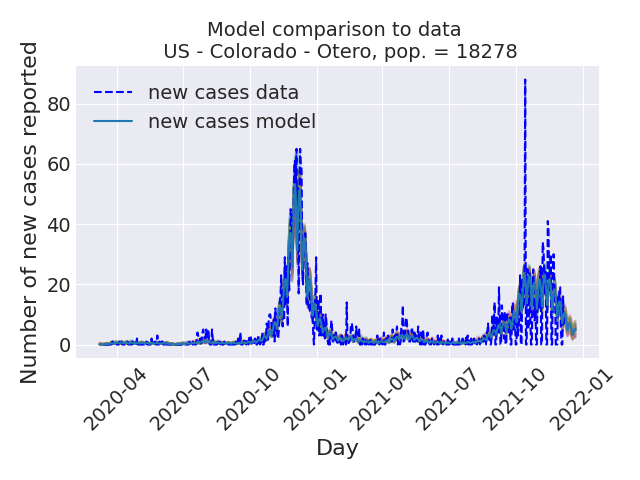 Model comparison to data
US - Colorado - Otero, pop. = 18278
Number of new cases reported
new cases data
new cases model
80
60
40
20
0
2020-04
2020-07
2020-10
2021-01
2021-04
2021-07
2021-10
2022-01
Day